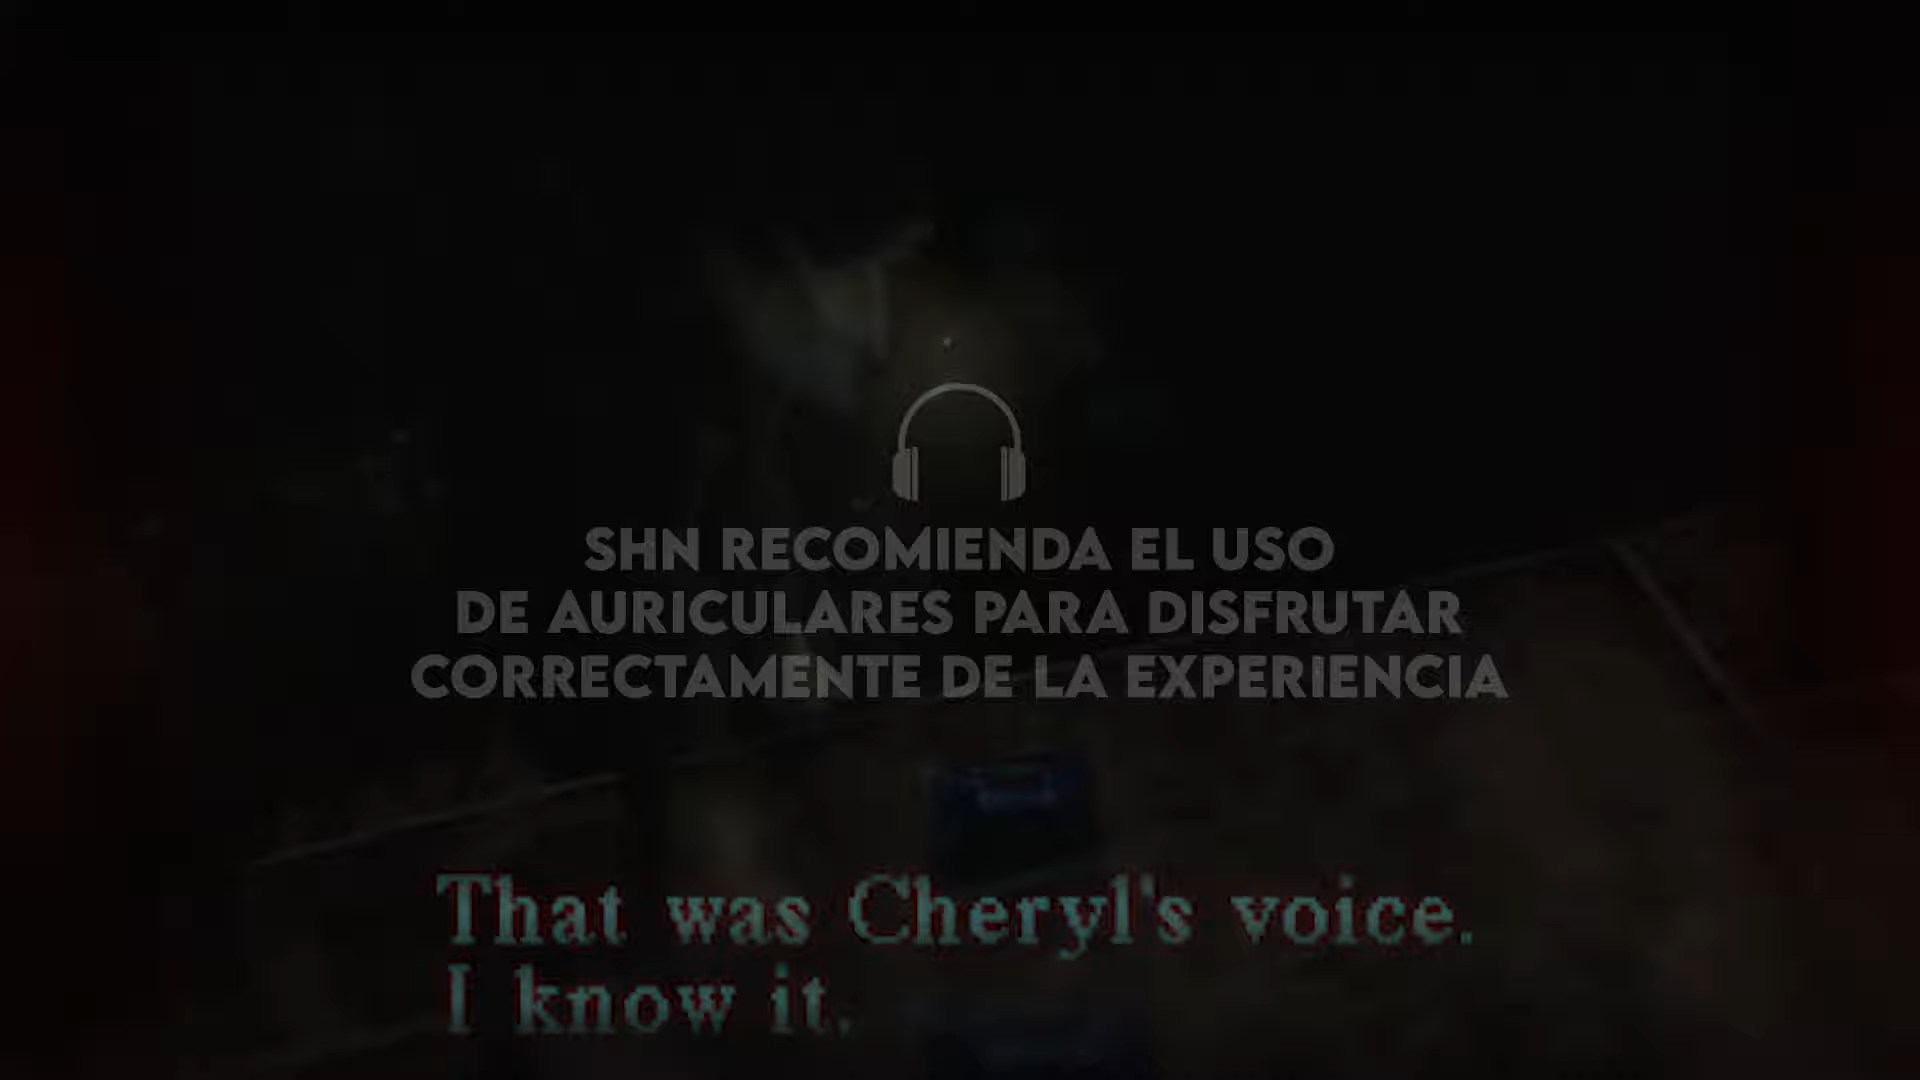 SHN RECOMIENDA EL USO
DE AURICULARES PARA DISFRUTAR
CORRECTAMENTE DE LA EXPERIENCIA
That was Cheryl's voice.
I know it.